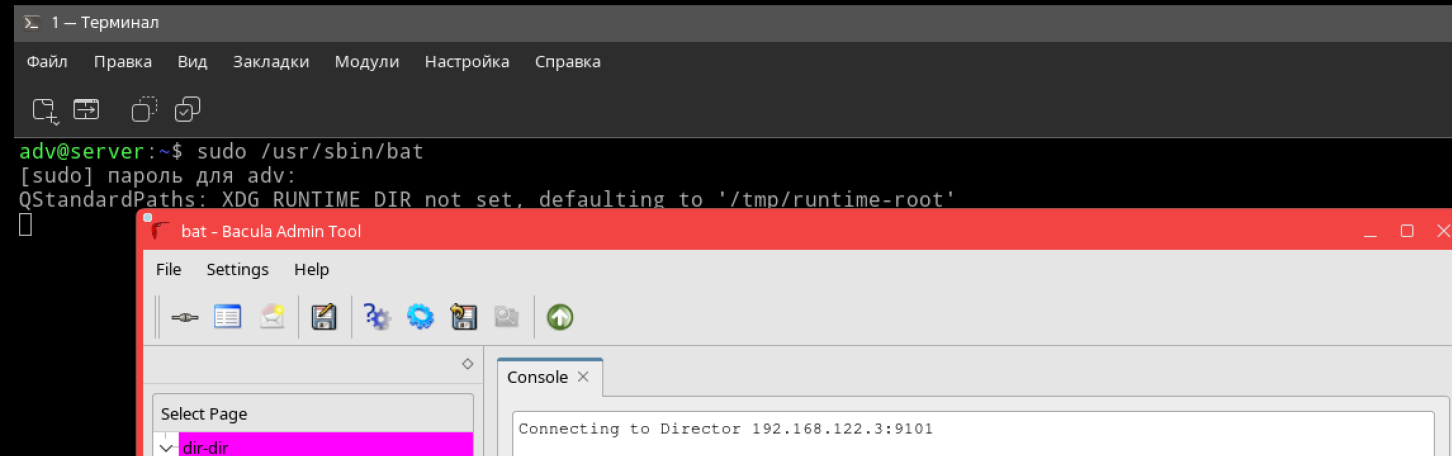 1 — Терминал
Файл Правка Вид Закладки Модули Настройка Справка
adv@server:~$ sudo /usr/sbin/bat
[sudo] пароль для adv:
QStandardPaths: XDG_RUNTIME_DIR not set, defaulting to '/tmp/runtime-root'
bat - Bacula Admin Tool
File Settings Help
Console
Select Page
Connecting to Director 192.168.122.3:9101
dir-dir